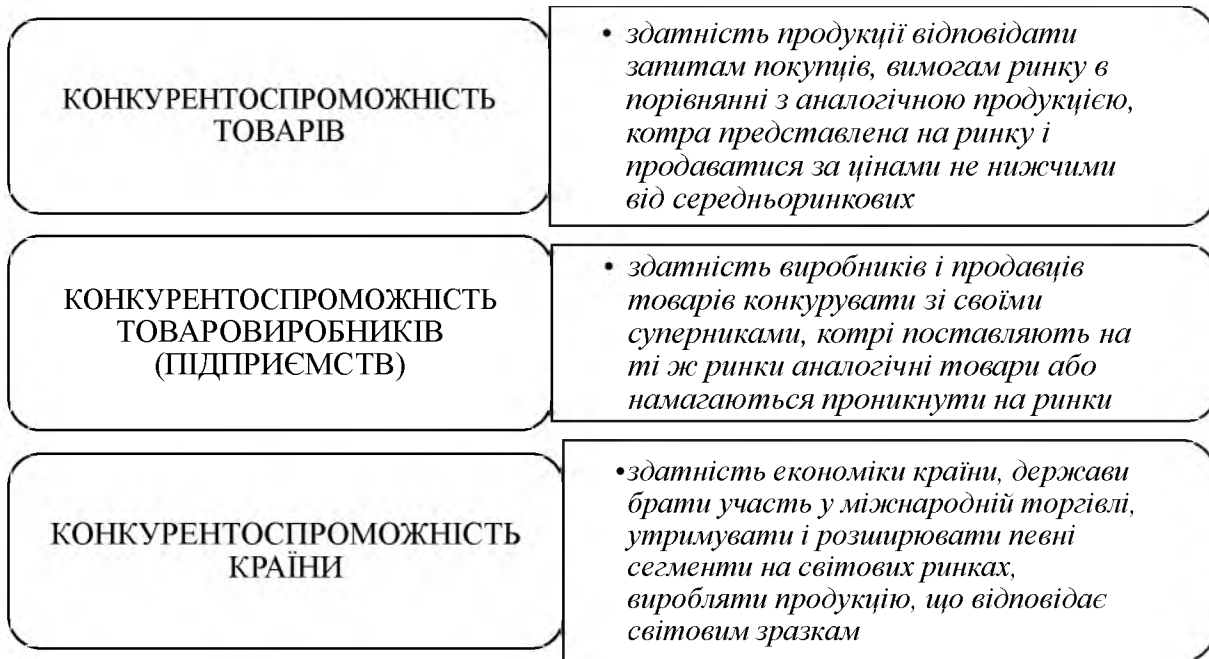 КОНКУРЕНТОСПРОМОЖНІСТЬ
ТОВАРІВ
• здатність продукції відповідати
запитам покупців, вимогам ринку в
порівнянні з аналогічною продукцією,
котра представлена на ринку і
продаватися за цінами не нижчими
від середньоринкових
КОНКУРЕНТОСПРОМОЖНІСТЬ
ТОВАРОВИРОБНИКІВ
(ПІДПРИЄМСТВ)
• здатність виробників і продавців
товарів конкурувати зі своїми
суперниками, котрі поставляють на
ті ж ринки аналогічні товари або
намагаються проникнути на ринки
КОНКУРЕНТОСПРОМОЖНІСТЬ
КРАЇНИ
•здатність економіки країни, держави
брати участь у міжнародній торгівлі,
утримувати і розширювати певні
сегменти на світових ринках,
виробляти продукцію, що відповідає
світовим зразкам